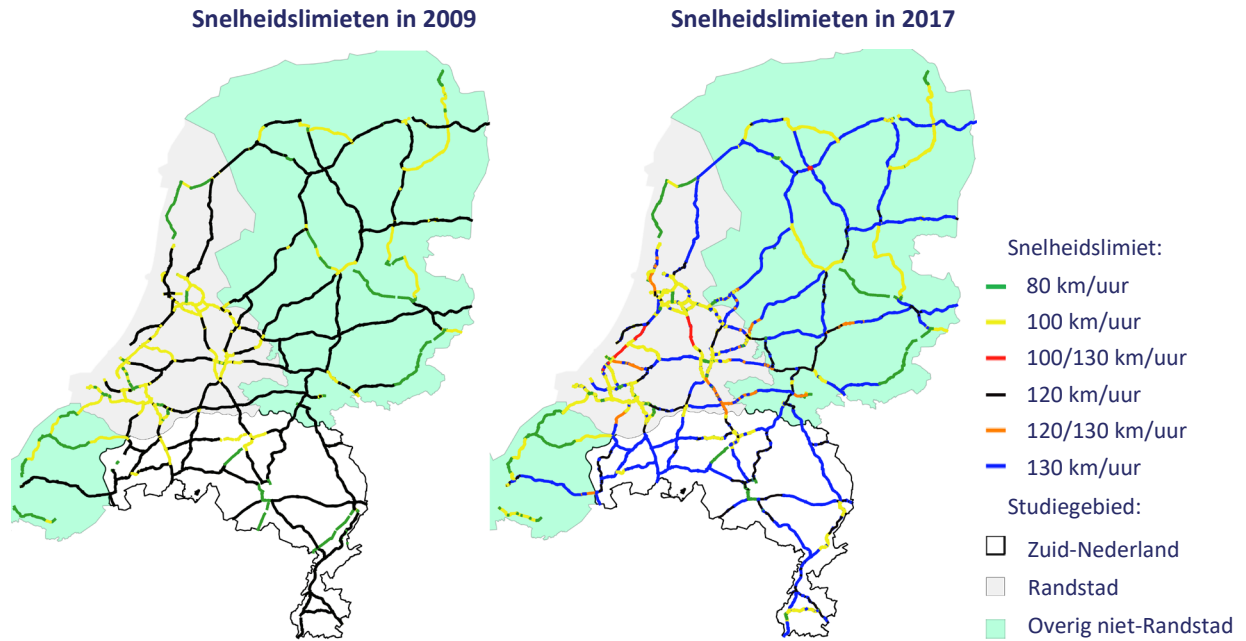 Snelheidslimieten in 2009
Snelheidslimieten in 2017
Snelheidslimiet:
80 km/uur
100 km/uur
100/130 km/uur
120 km/uur
120/130 km/uur
130 km/uur
Studiegebied:
Zuid-Nederland
Randstad
Overig niet-Randstad